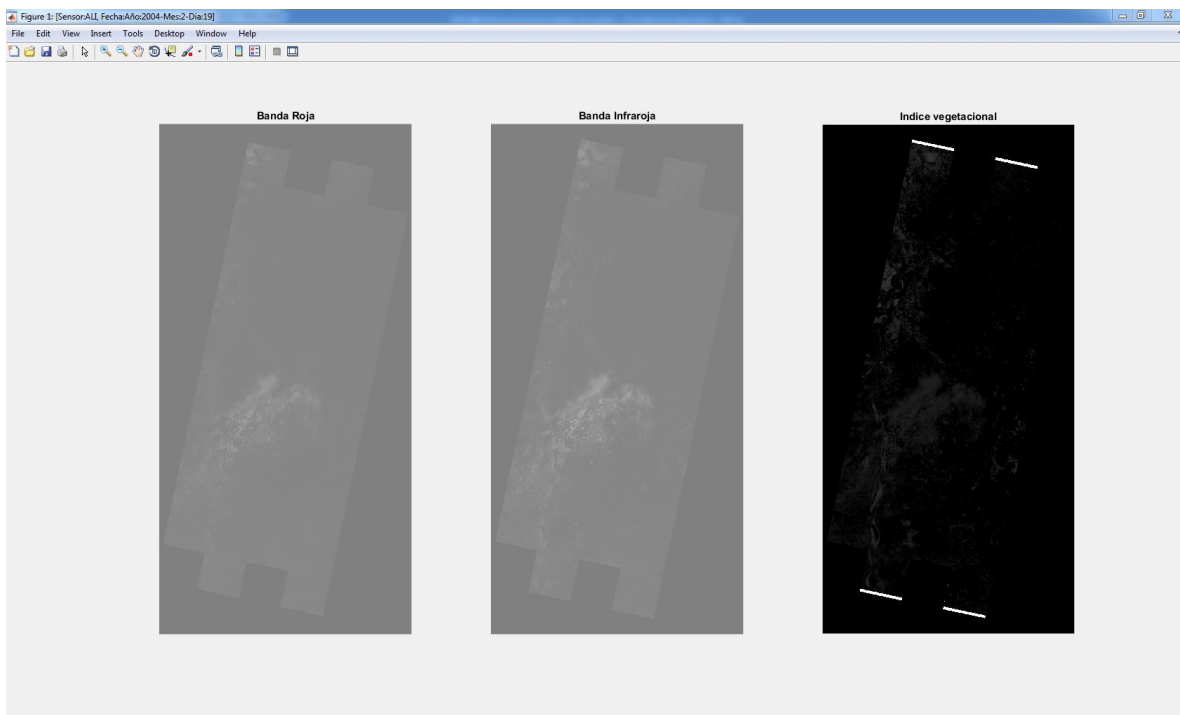 Figure 1: [Sensor:ALI, Fecha:Año:2004-Mes:2-Dia:19]
File Edit View Insert Tools Desktop Window Help
Banda Roja
Banda Infraroja
Indice vegetacional